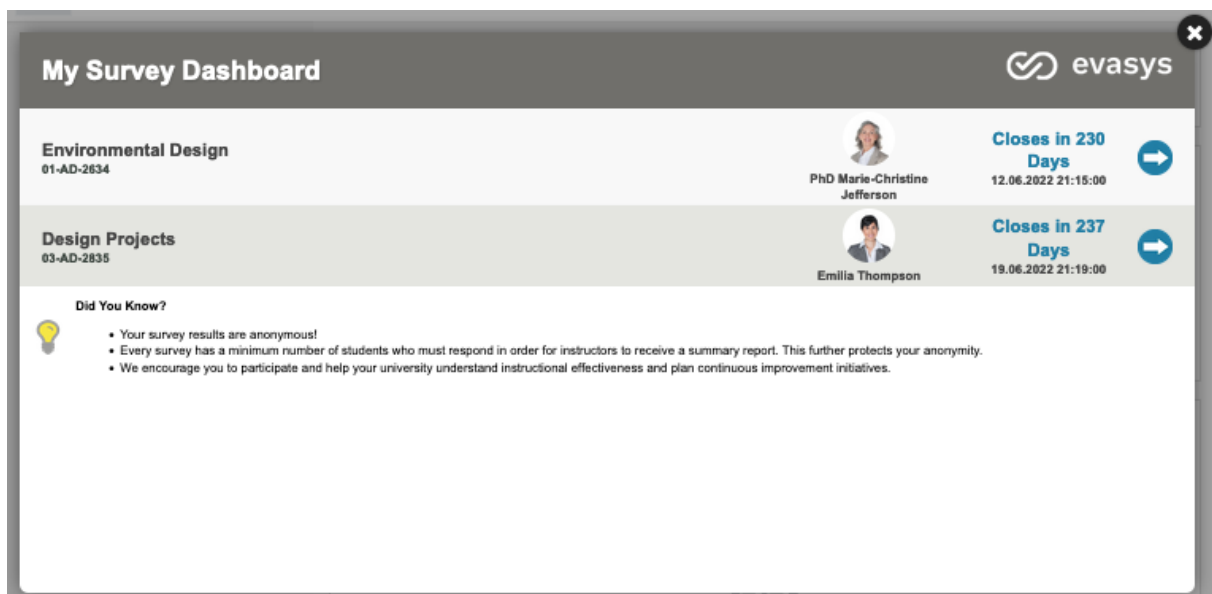 My Survey Dashboard
evasys
Environmental Design
01-AD-2634
PhD Marie-Christine
Jefferson
Closes in 230
Days
12.06.2022 21:15:00
Design Projects
03-AD-2835
Emilia Thompson
Closes in 237
Days
19.06.2022 21:19:00
Did You Know?
• Your survey results are anonymous!
• Every survey has a minimum number of students who must respond in order for instructors to receive a summary report. This further protects your anonymity.
• We encourage you to participate and help your university understand instructional effectiveness and plan continuous improvement initiatives.